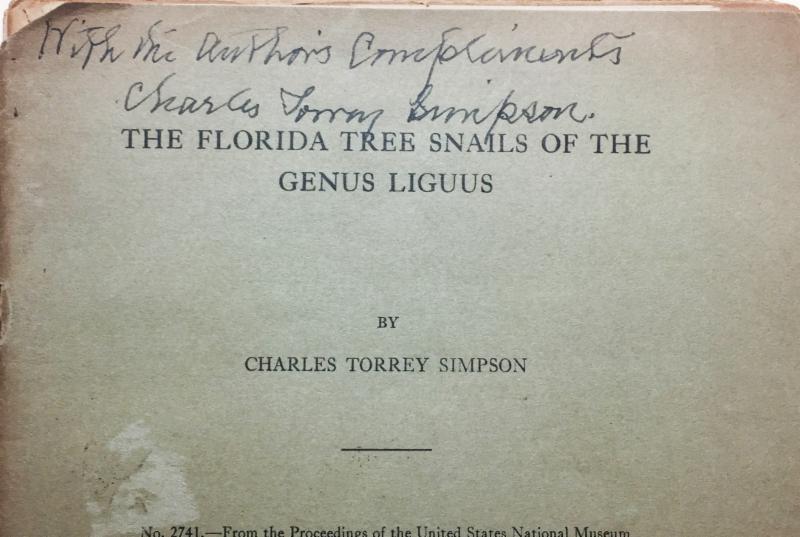 With the Author's Compliments
Charles Torrey Simpson.
THE FLORIDA TREE SNAILS OF THE
GENUS LIGUUS
BY
CHARLES TORREY SIMPSON
No. 2741.—From the Proceedings of the United States National Museum